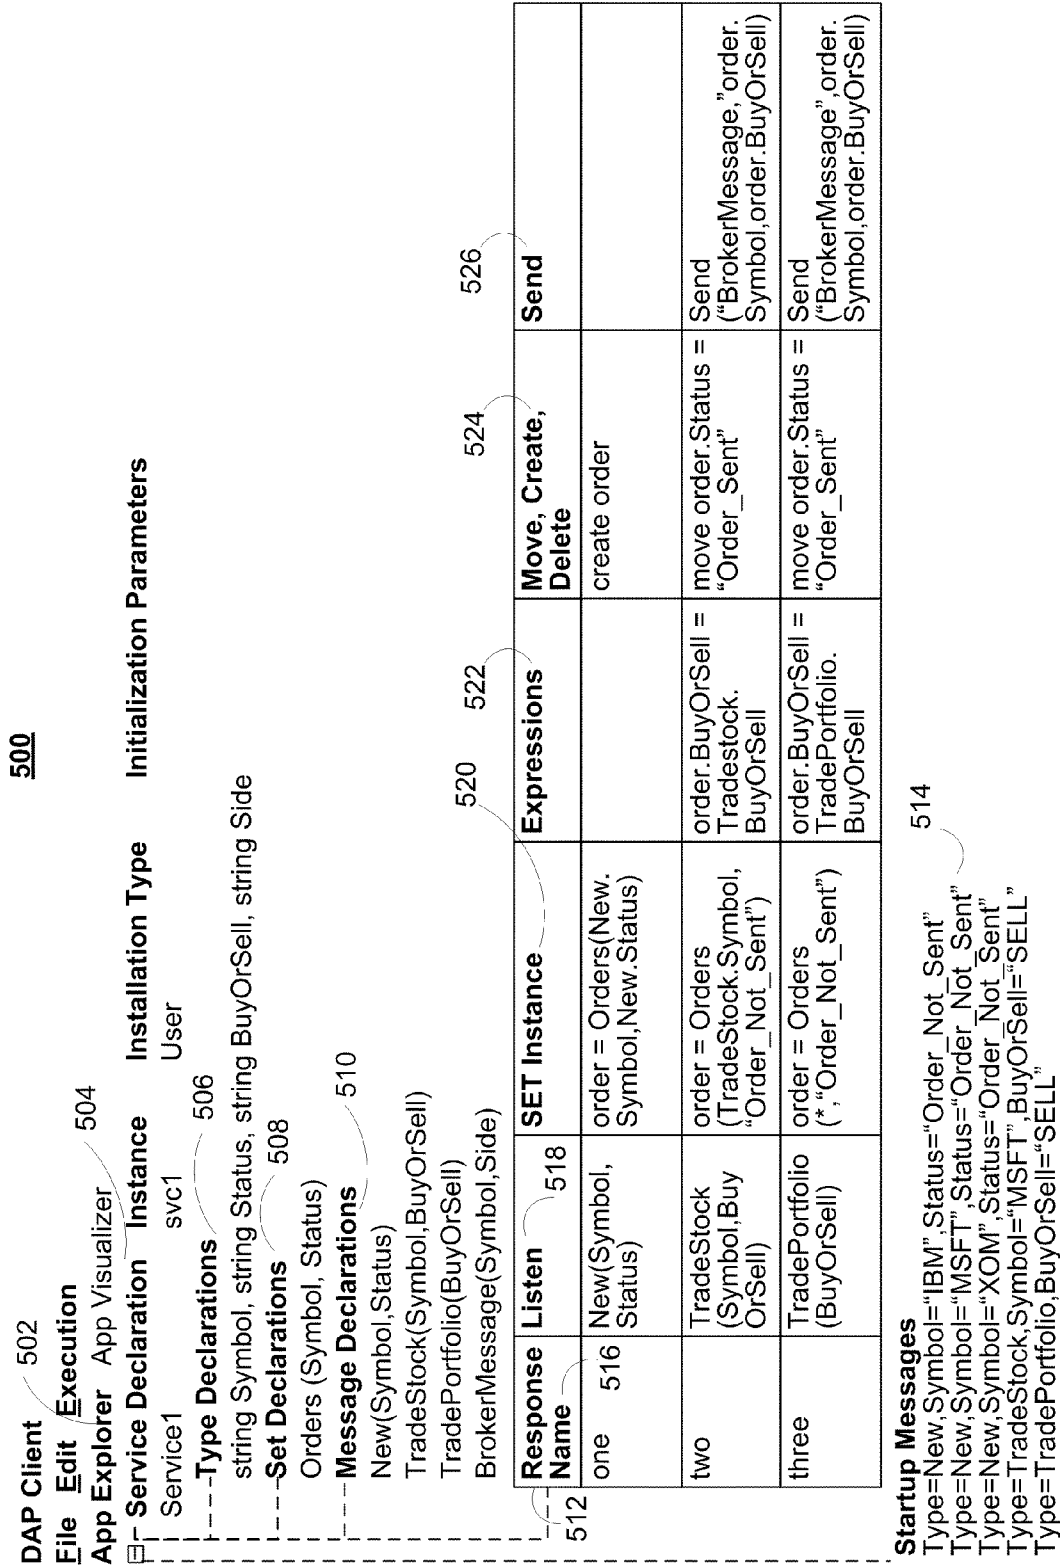 500
DAP Client
502
File Edit Execution
App Explorer App Visualizer
504
Service Declaration Instance Installation Type Initialization Parameters
Service1 svc1 User
Type Declarations
506
string Symbol, string Status, string BuyOrSell, string Side
Set Declarations
508
Orders (Symbol, Status)
Message Declarations
510
New(Symbol,Status)
TradeStock(Symbol,BuyOrSell)
TradePortfolio(BuyOrSell)
BrokerMessage(Symbol,Side)
520
522
524
526
512
Response
Name
516
Listen
518
SET Instance
Expressions
Move, Create,
Delete
Send
one
New(Symbol,
Status)
order = Orders(New.
Symbol,New.Status)
create order
two
TradeStock
(Symbol,Buy
OrSell)
order = Orders
(TradeStock.Symbol,
“Order_Not_Sent”)
order.BuyOrSell =
Tradestock.
BuyOrSell
move order.Status =
“Order_Sent”
Send
(“BrokerMessage,”order.
Symbol,order.BuyOrSell)
three
TradePortfolio
(BuyOrSell)
order = Orders
(*,“Order_Not_Sent”)
order.BuyOrSell =
TradePortfolio.
BuyOrSell
move order.Status =
“Order_Sent”
Send
(“BrokerMessage”,order.
Symbol,order.BuyOrSell)
Startup Messages
514
Type=New,Symbol=“IBM”,Status=“Order_Not_Sent”
Type=New,Symbol=“MSFT”,Status=“Order_Not_Sent”
Type=New,Symbol=“XOM”,Status=“Order_Not_Sent”
Type=TradeStock,Symbol=“MSFT”,BuyOrSell=“SELL”
Type=TradePortfolio,BuyOrSell=“SELL”